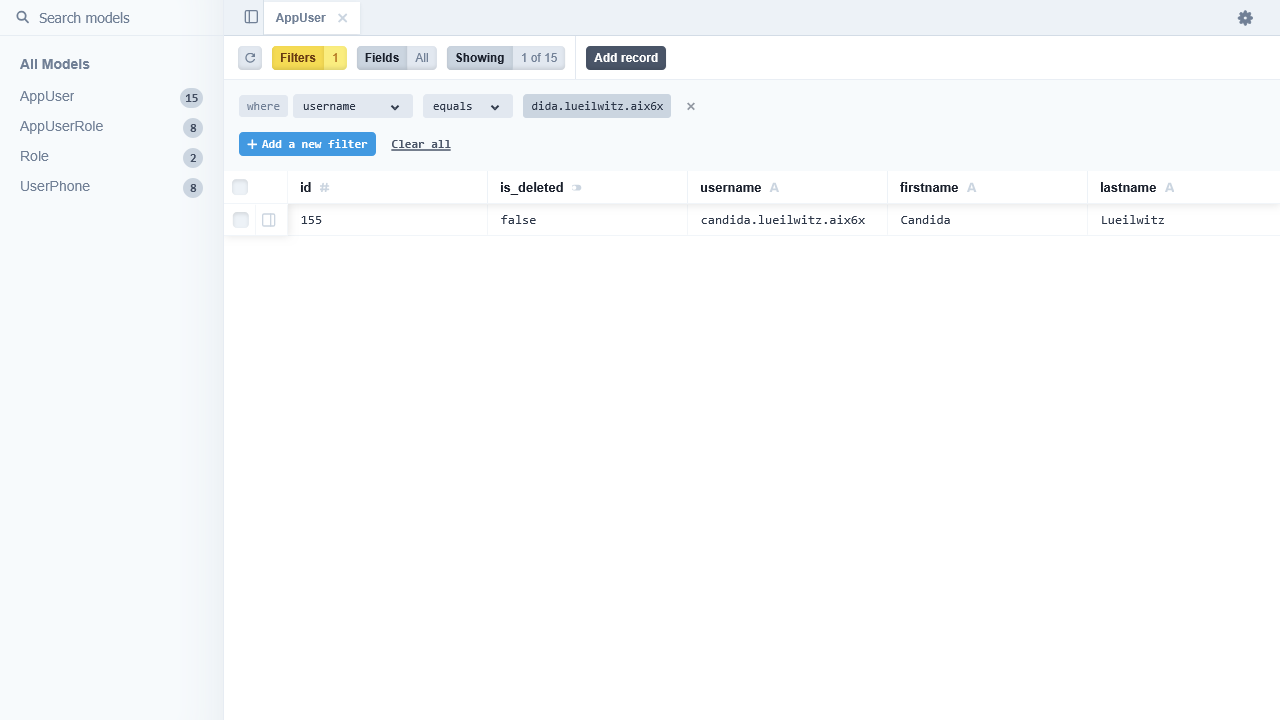 Search models
AppUser
Filters 1 Fields All Showing 1 of 15 Add record
All Models
AppUser 15
AppUserRole 8
Role 2
UserPhone 8
where username equals dida.lueilwitz.aix6x
Add a new filter Clear all
id # is_deleted username A firstname A lastname A
155 false candida.lueilwitz.aix6x Candida Lueilwitz